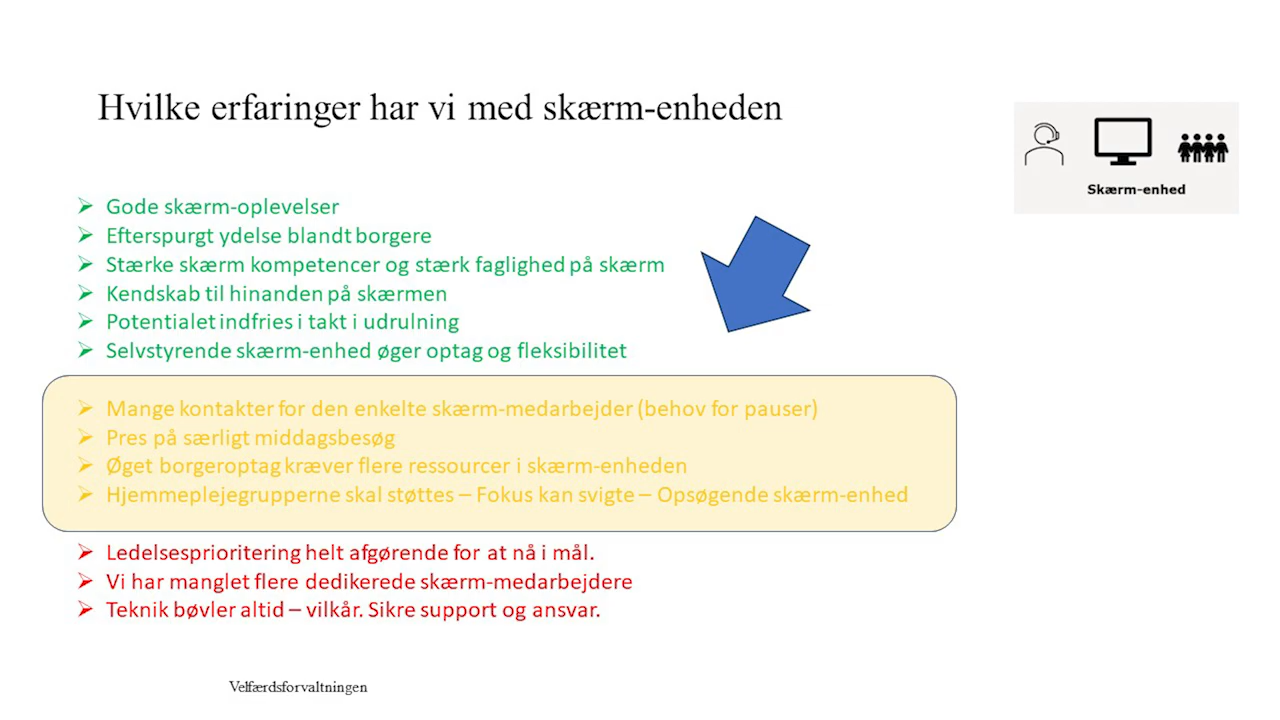 Hvilke erfaringer har vi med skærm-enheden
Skærm-enhed
Gode skærm-oplevelser
Efterspurgt ydelse blandt borgere
Stærke skærm kompetencer og stærk faglighed på skærm
Kendskab til hinanden på skærmen
Potentialet indfries i takt i udrulning
Selvstyrende skærm-enhed øger optag og fleksibilitet
Mange kontakter for den enkelte skærm-medarbejder (behov for pauser)
Pres på særligt middagsbesøg
Øget borgeroptag kræver flere ressourcer i skærm-enheden
Hjemmeplejegrupperne skal støttes – Fokus kan svigte – Opsøgende skærm-enhed
Ledelsesprioritering helt afgørende for at nå i mål.
Vi har manglet flere dedikerede skærm-medarbejdere
Teknik bøvler altid – vilkår. Sikre support og ansvar.
Velfærdsforvaltningen